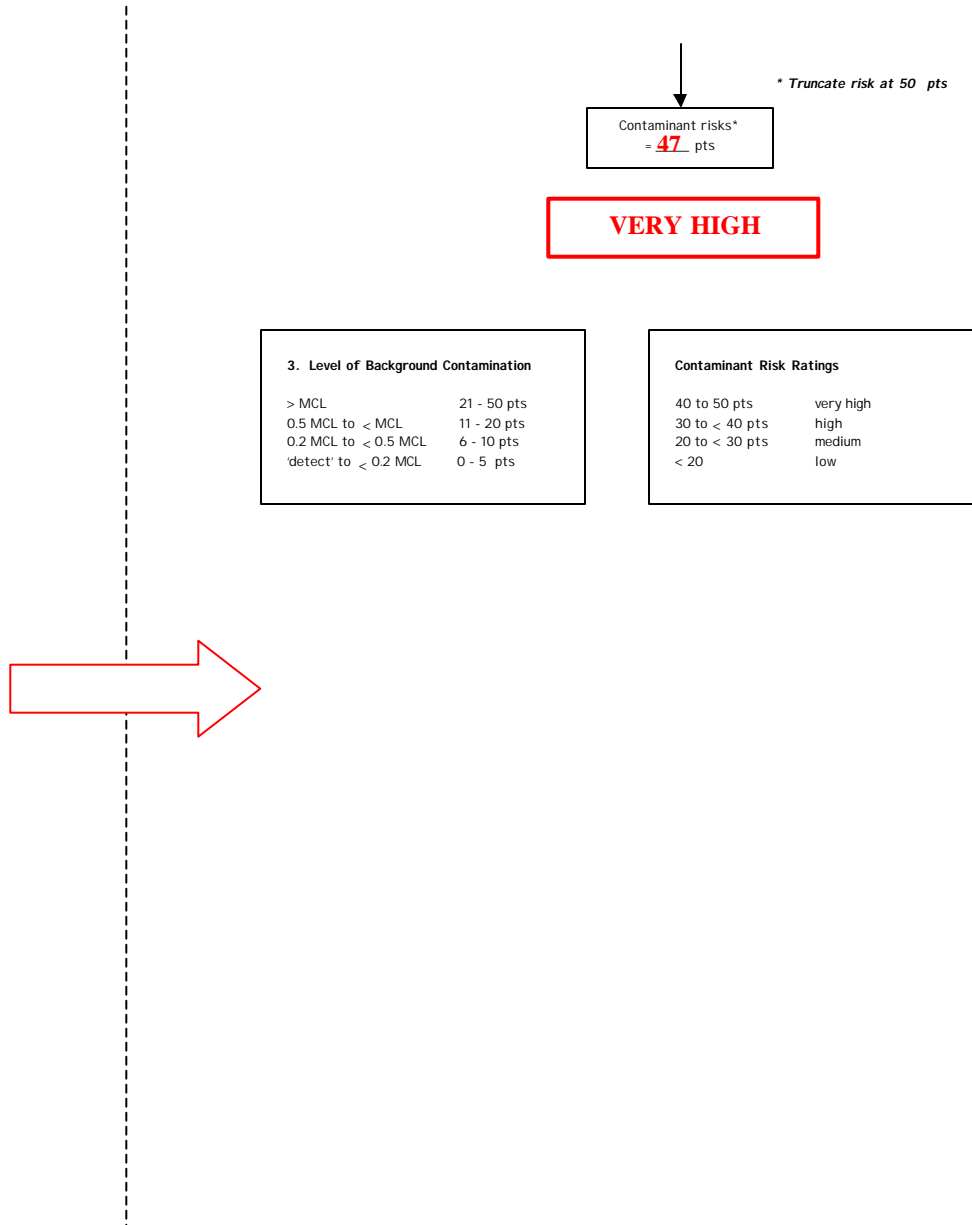 * Truncate risk at 50 pts
Contaminant risks*
= 47 pts
VERY HIGH
3. Level of Background Contamination
> MCL 21 - 50 pts
0.5 MCL to < MCL 11 - 20 pts
0.2 MCL to < 0.5 MCL 6 - 10 pts
'detect' to < 0.2 MCL 0 - 5 pts
Contaminant Risk Ratings
40 to 50 pts very high
30 to < 40 pts high
20 to < 30 pts medium
< 20 low